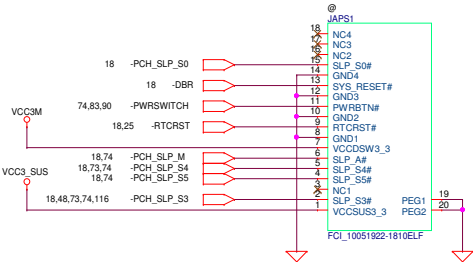 @
JAPS1
18 NC4
17 NC3
16 NC2
18 -PCH_SLP_S0 15 SLP_S0#
14 GND4
18 -DBR 13 SYS_RESET#
12 GND3
VCC3M 74,83,90 -PWRSWITCH 11 PWRBTN#
10 GND2
18,25 -RTCRST 9 RTCRST#
8 GND1
7 VCCDSW3_3
VCC3_SUS 18,74 -PCH_SLP_M 6 SLP_A#
18,73,74 -PCH_SLP_S4 5 SLP_S4#
18,74 -PCH_SLP_S5 4 SLP_S5#
3 NC1
18,48,73,74,116 -PCH_SLP_S3 2 SLP_S3# PEG1 19
1 VCCSUS3_3 PEG2 20
FCI_10051922-1810ELF